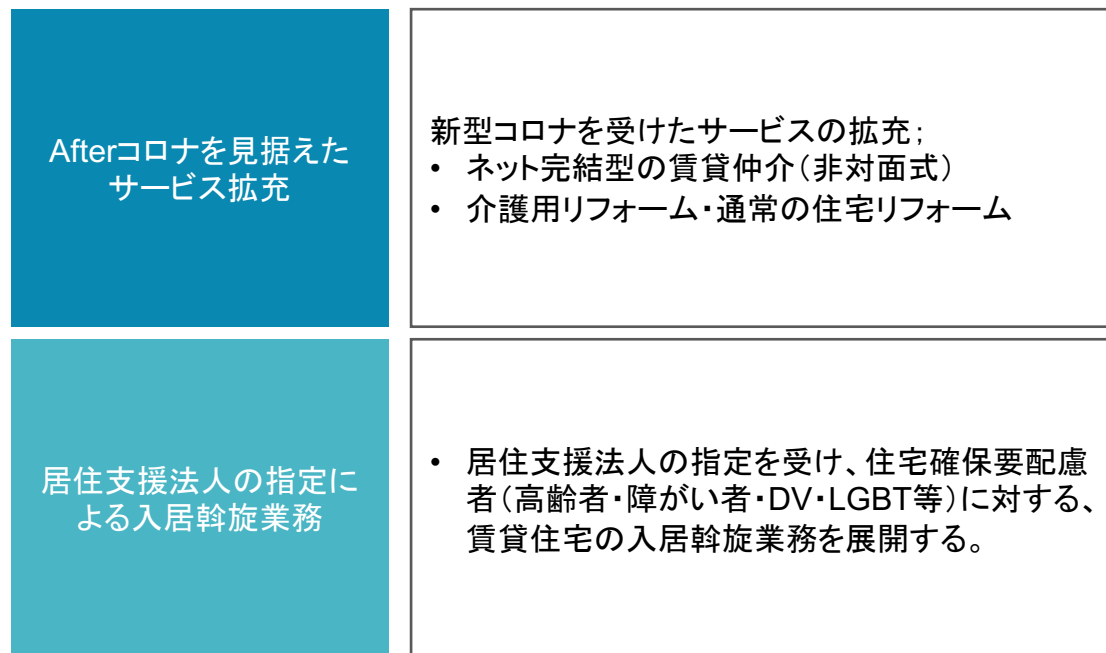 Afterコロナを見据えた
サービス拡充
新型コロナを受けたサービスの拡充;
• ネット完結型の賃貸仲介(非対面式)
• 介護用リフォーム・通常の住宅リフォーム
居住支援法人の指定に
よる入居斡旋業務
• 居住支援法人の指定を受け、住宅確保要配慮
者(高齢者・障がい者・DV・LGBT等)に対する、
賃貸住宅の入居斡旋業務を展開する。